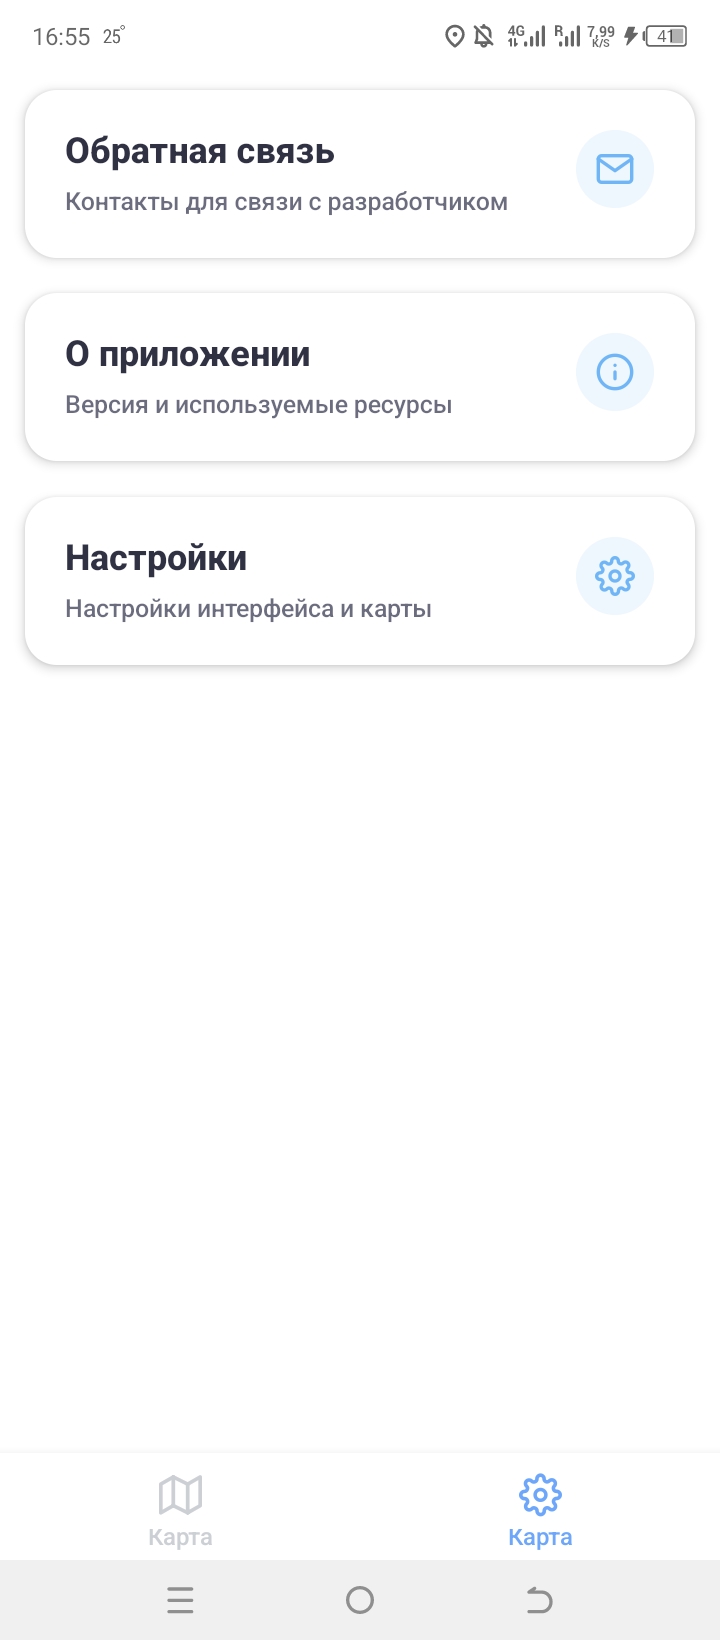 16:55 25°
4G R 7,99 K/S 41
Обратная связь
Контакты для связи с разработчиком
О приложении
Версия и используемые ресурсы
Настройки
Настройки интерфейса и карты
Карта Карта